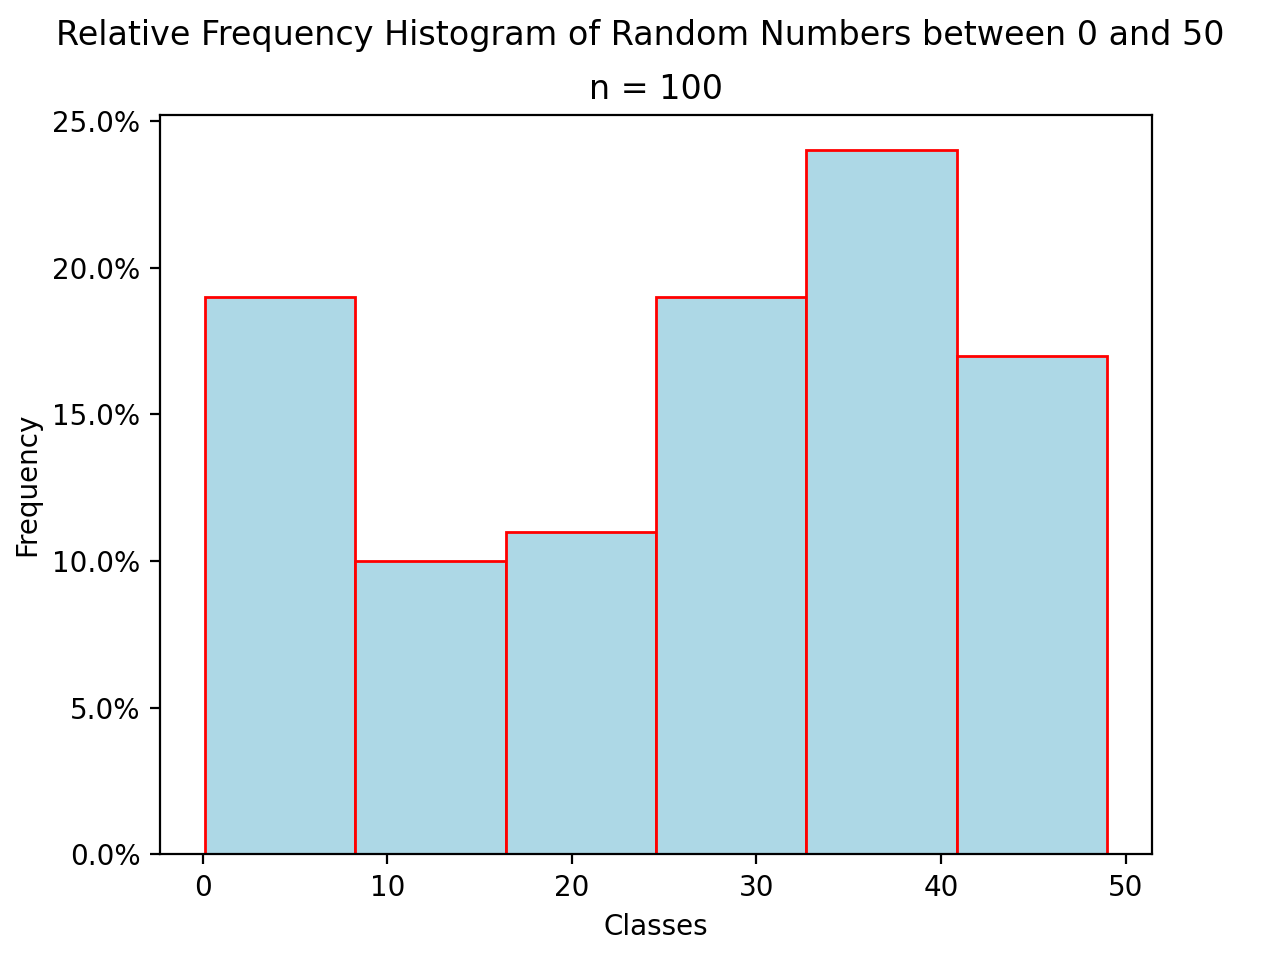 Relative Frequency Histogram of Random Numbers between 0 and 50
n = 100
25.0%
20.0%
15.0%
10.0%
5.0%
0.0%
Frequency
0 10 20 30 40 50
Classes